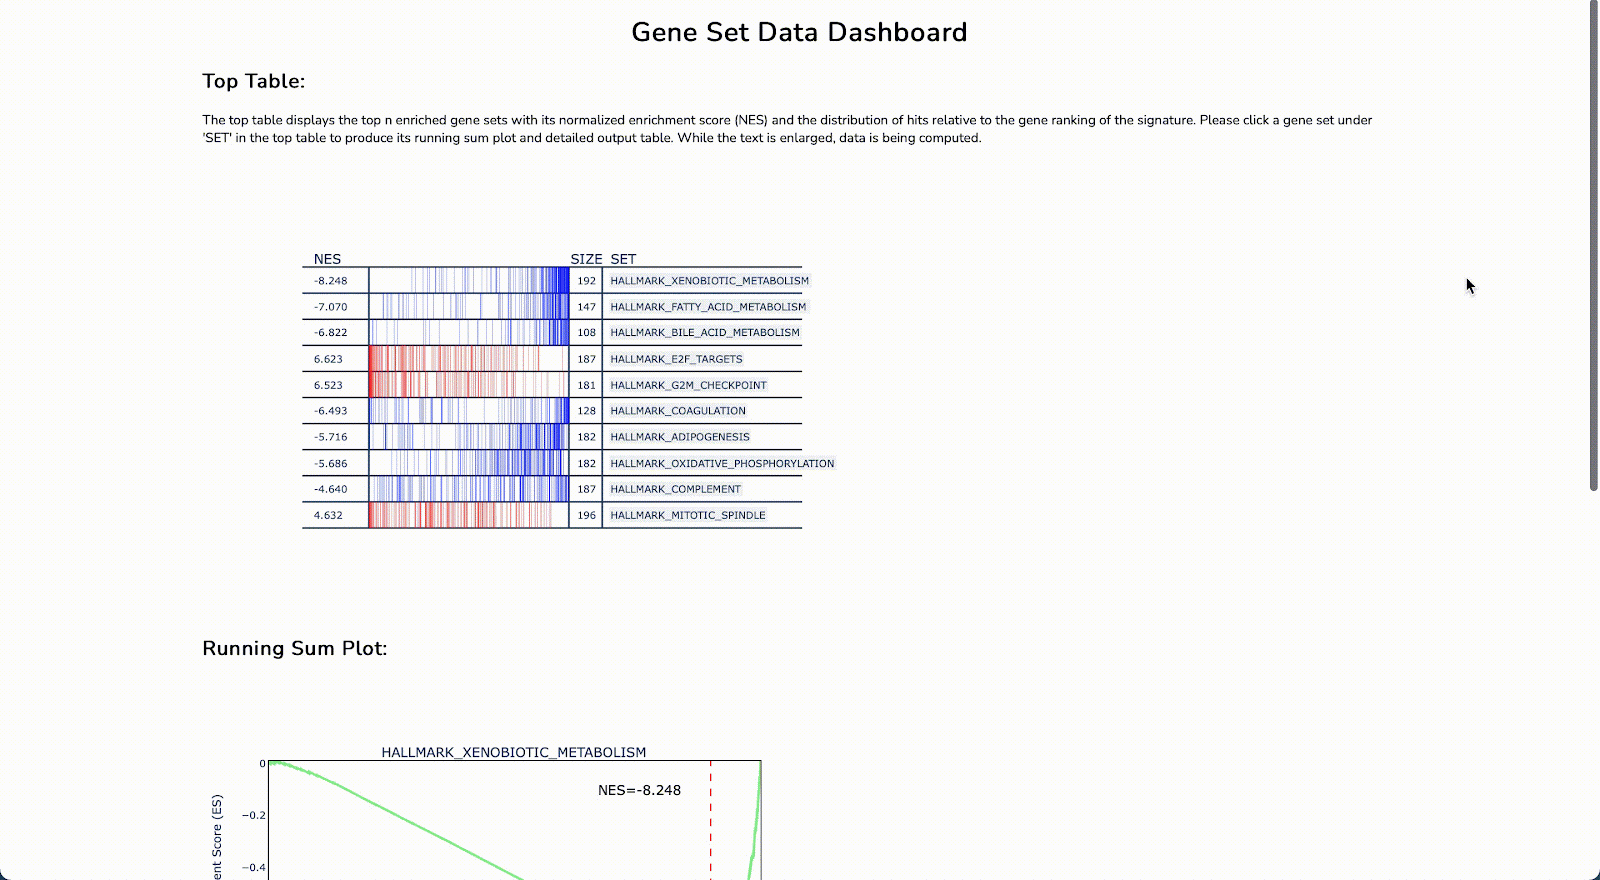 Gene Set Data Dashboard
Top Table:
The top table displays the top n enriched gene sets with its normalized enrichment score (NES) and the distribution of hits relative to the gene ranking of the signature. Please click a gene set under
'SET' in the top table to produce its running sum plot and detailed output table. While the text is enlarged, data is being computed.
NES SIZE SET
-8.248 192 HALLMARK_XENOBIOTIC_METABOLISM
-7.070 147 HALLMARK_FATTY_ACID_METABOLISM
-6.822 108 HALLMARK_BILE_ACID_METABOLISM
6.623 187 HALLMARK_E2F_TARGETS
6.523 181 HALLMARK_G2M_CHECKPOINT
-6.493 128 HALLMARK_COAGULATION
-5.716 182 HALLMARK_ADIPOGENESIS
-5.686 182 HALLMARK_OXIDATIVE_PHOSPHORYLATION
-4.640 187 HALLMARK_COMPLEMENT
4.632 196 HALLMARK_MITOTIC_SPINDLE
Running Sum Plot:
HALLMARK_XENOBIOTIC_METABOLISM
0
NES=-8.248
−0.2
−0.4
Score (ES)